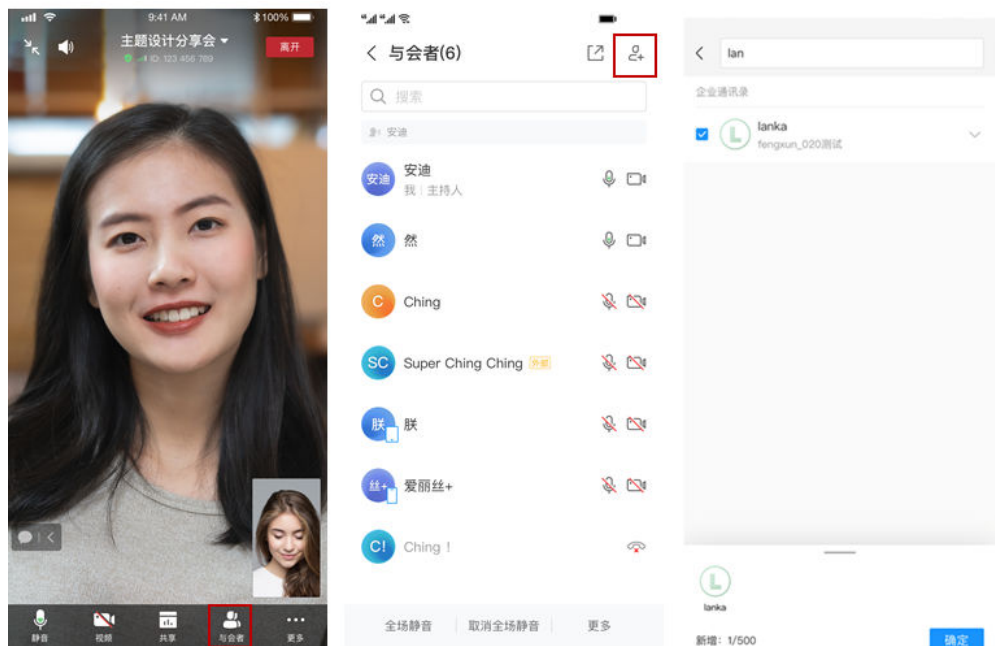 9:41 AM
100%
主题设计分享会
离开
ID 123 456 789
静音
视频
共享
与会者
更多
与会者(6)
搜索
安迪
安迪
安迪
我 | 主持人
然
然
C
Ching
SC
Super Ching Ching
朕
朕
丝+
爱丽丝+
C!
Ching !
全场静音
取消全场静音
更多
lan
企业通讯录
L
lanka
fengxun_020测试
L
lanka
新增: 1/500
确定